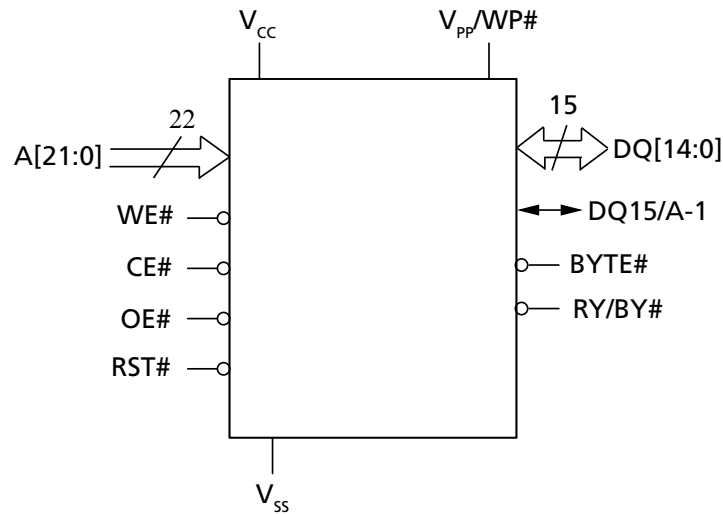 V_CC V_PP/WP#
22 15
A[21:0] DQ[14:0]
WE# DQ15/A-1
CE# BYTE#
OE# RY/BY#
RST#
V_SS